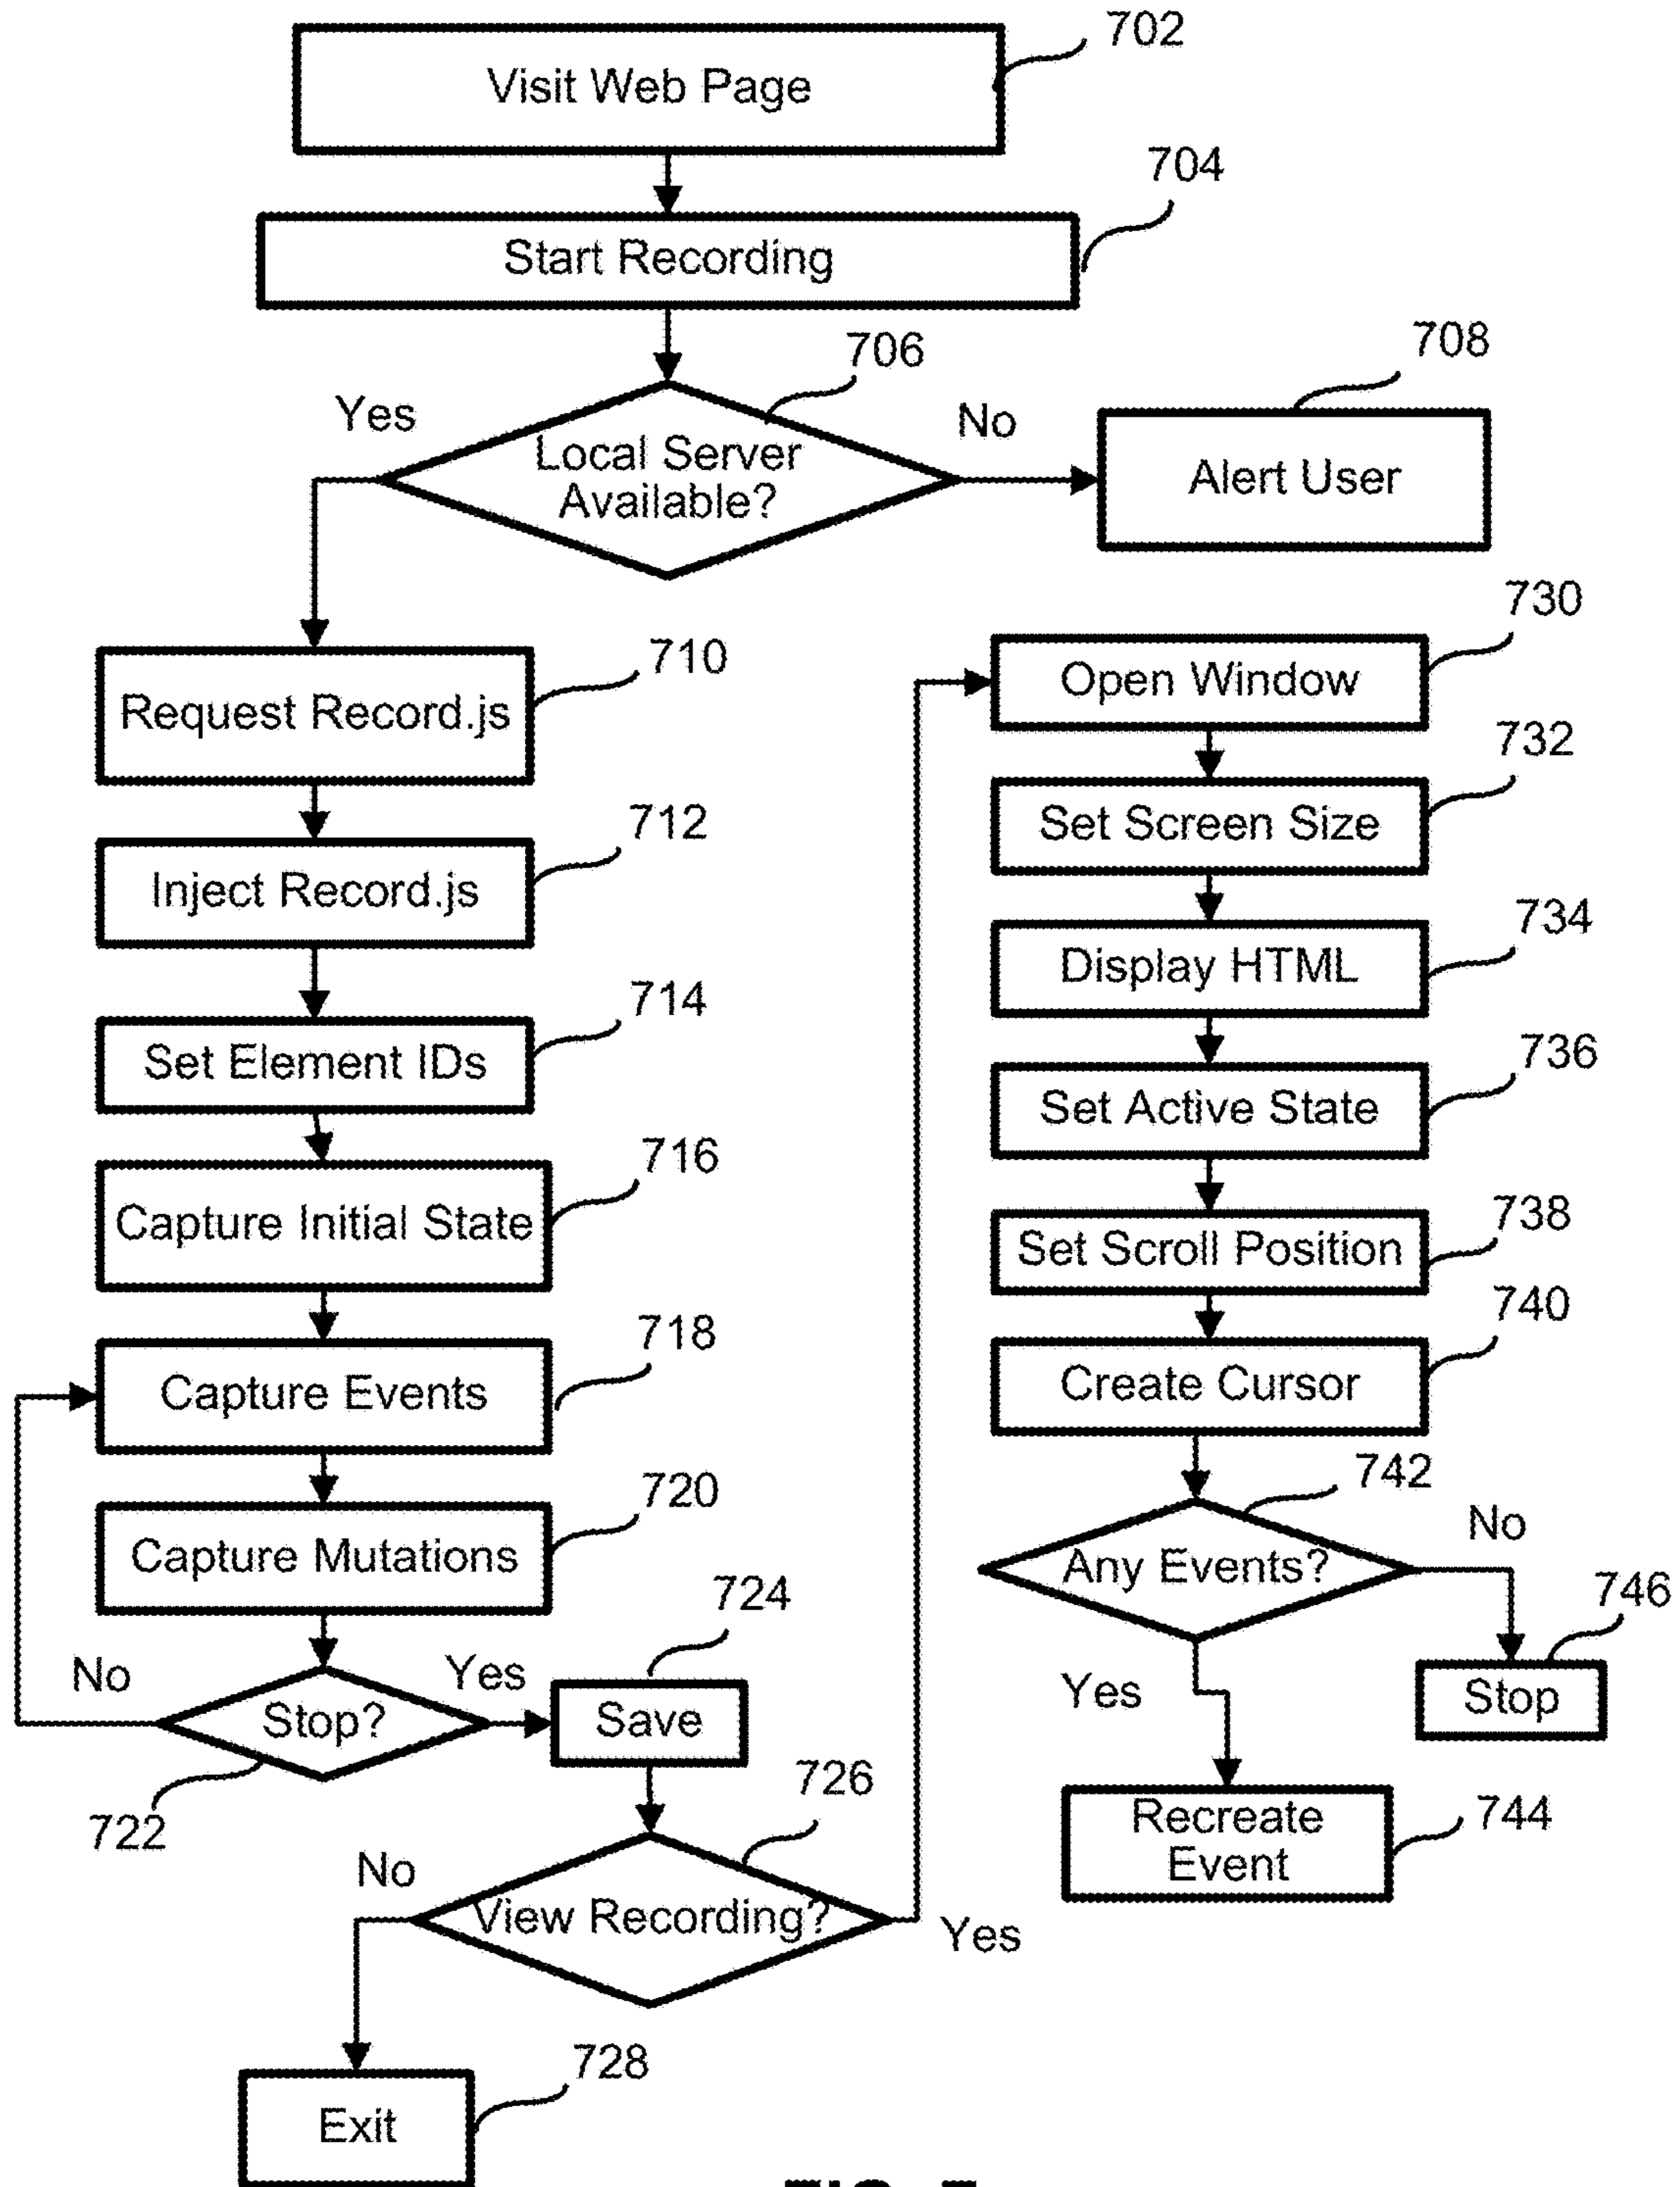 Visit Web Page
702
Start Recording
704
706
Local Server
Available?
Yes
No
708
Alert User
Request Record.js
710
Inject Record.js
712
Set Element IDs
714
Capture Initial State
716
Capture Events
718
Capture Mutations
720
Stop?
No
Yes
722
724
Save
726
View Recording?
No
Yes
728
Exit
730
Open Window
732
Set Screen Size
734
Display HTML
736
Set Active State
738
Set Scroll Position
740
Create Cursor
742
Any Events?
No
Yes
746
Stop
Recreate
Event
744